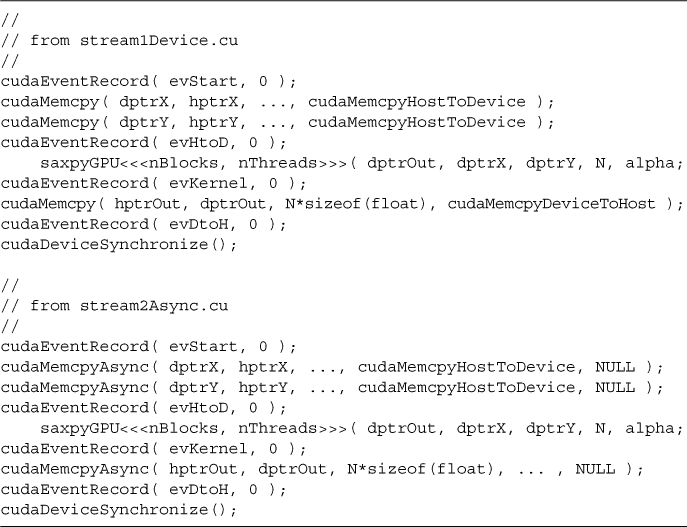 //
// from stream1Device.cu
//
cudaEventRecord( evStart, 0 );
cudaMemcpy( dptrX, hptrX, ..., cudaMemcpyHostToDevice );
cudaMemcpy( dptrY, hptrY, ..., cudaMemcpyHostToDevice );
cudaEventRecord( evHtoD, 0 );
    saxpyGPU<<<nBlocks, nThreads>>>( dptrOut, dptrX, dptrY, N, alpha;
cudaEventRecord( evKernel, 0 );
cudaMemcpy( hptrOut, dptrOut, N*sizeof(float), cudaMemcpyDeviceToHost );
cudaEventRecord( evDtoH, 0 );
cudaDeviceSynchronize();

//
// from stream2Async.cu
//
cudaEventRecord( evStart, 0 );
cudaMemcpyAsync( dptrX, hptrX, ..., cudaMemcpyHostToDevice, NULL );
cudaMemcpyAsync( dptrY, hptrY, ..., cudaMemcpyHostToDevice, NULL );
cudaEventRecord( evHtoD, 0 );
    saxpyGPU<<<nBlocks, nThreads>>>( dptrOut, dptrX, dptrY, N, alpha;
cudaEventRecord( evKernel, 0 );
cudaMemcpyAsync( hptrOut, dptrOut, N*sizeof(float), ... , NULL );
cudaEventRecord( evDtoH, 0 );
cudaDeviceSynchronize();